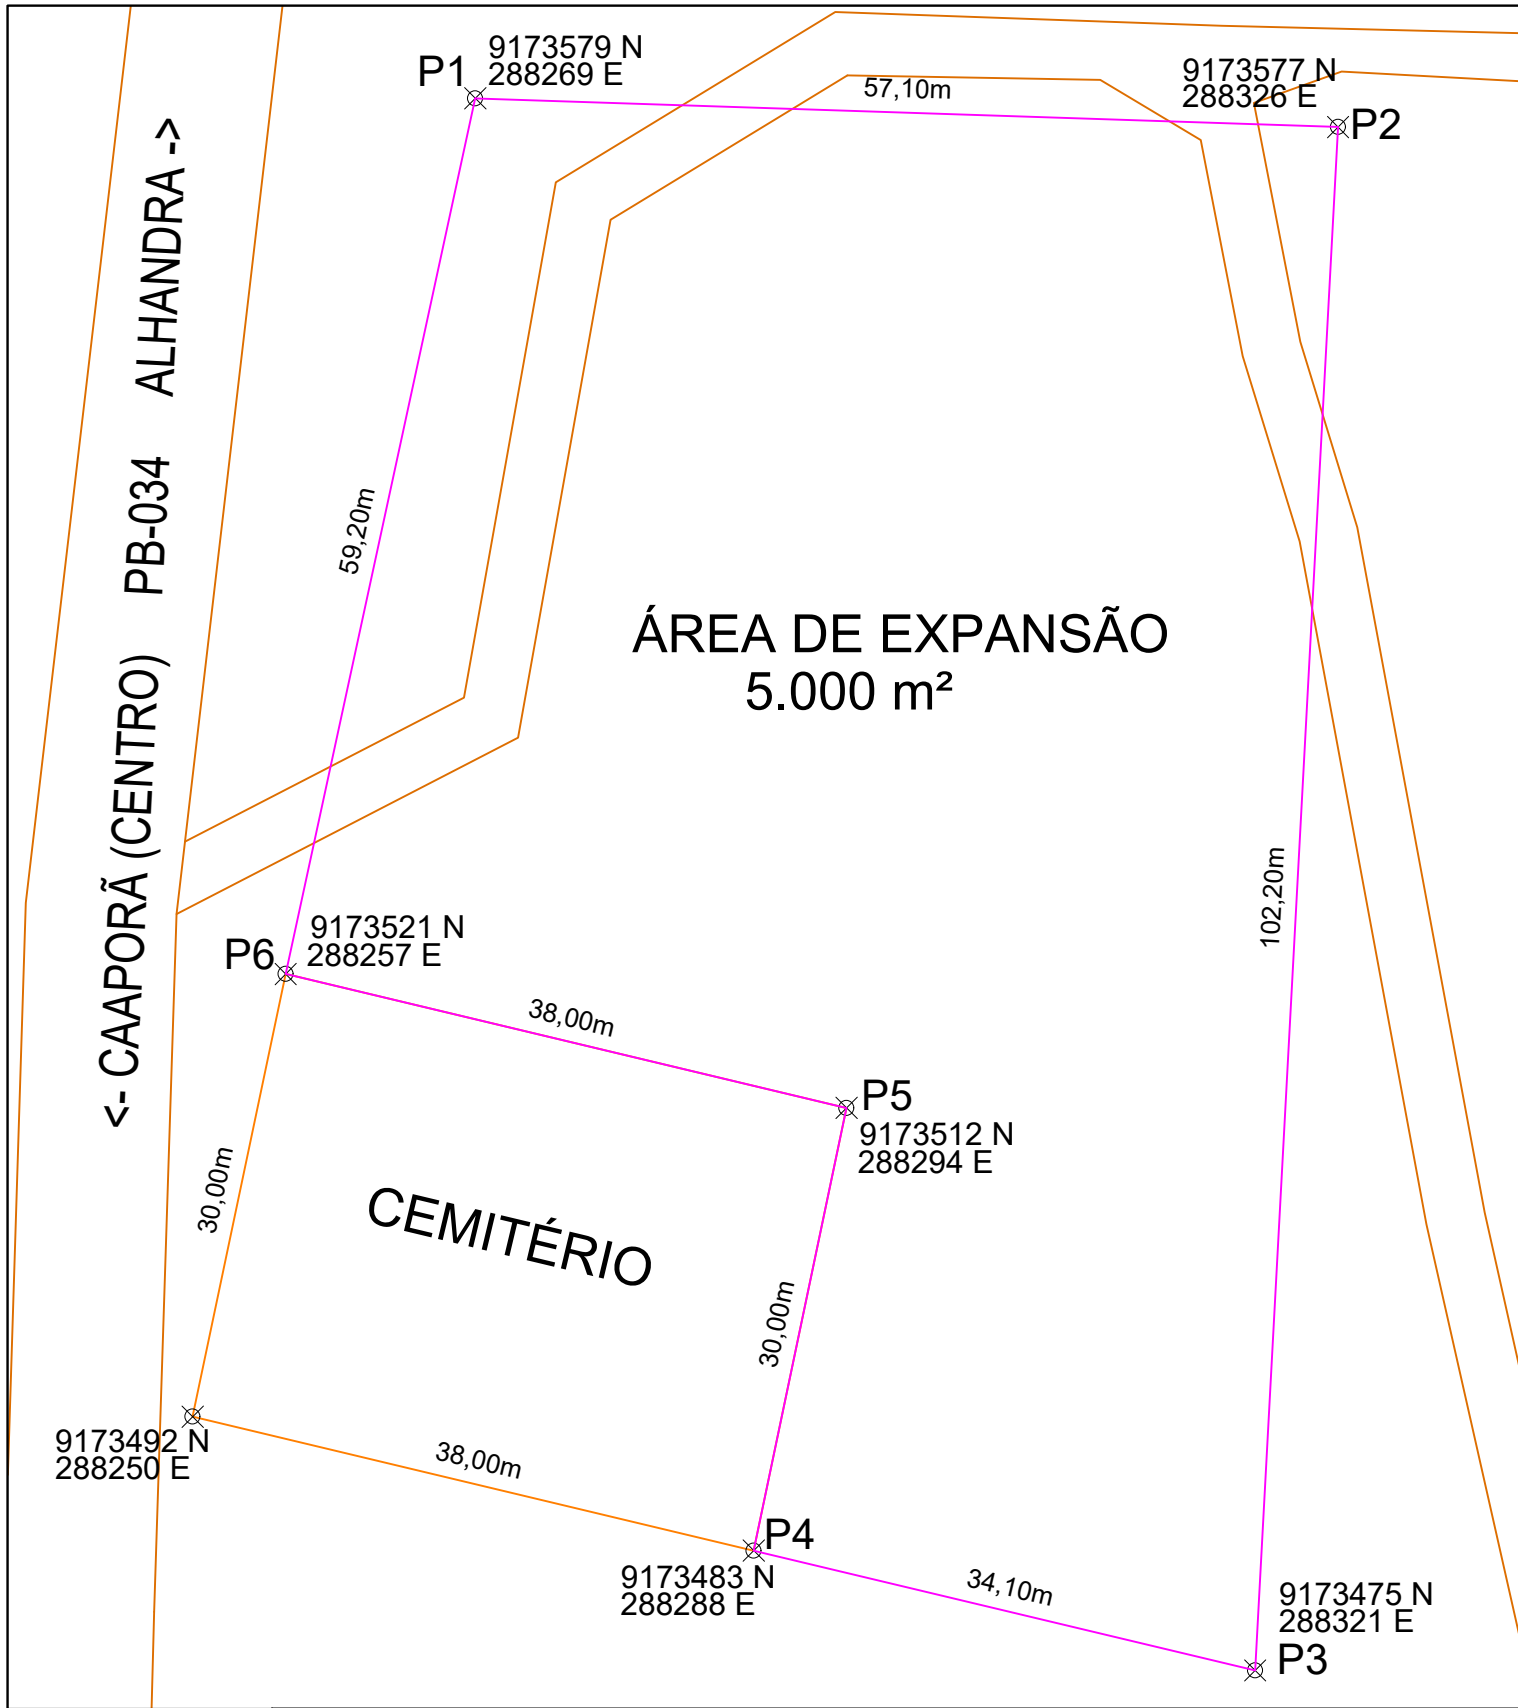 P1
9173579 N
288269 E
57,10m
9173577 N
288326 E
P2
<- CAAPORÃ (CENTRO) PB-034 ALHANDRA ->
59,20m
ÁREA DE EXPANSÃO
5.000 m²
102,20m
P6
9173521 N
288257 E
38,00m
P5
9173512 N
288294 E
30,00m
CEMITÉRIO
30,00m
9173492 N
288250 E
38,00m
P4
9173483 N
288288 E
34,10m
9173475 N
288321 E
P3